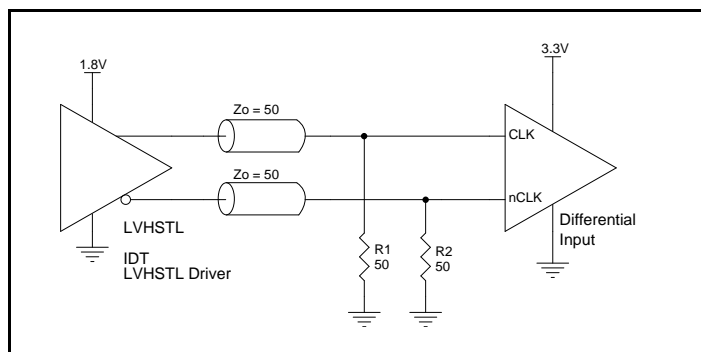 1.8V
3.3V
Zo = 50
CLK
Zo = 50
nCLK
LVHSTL
IDT
LVHSTL Driver
R1
50
R2
50
Differential
Input